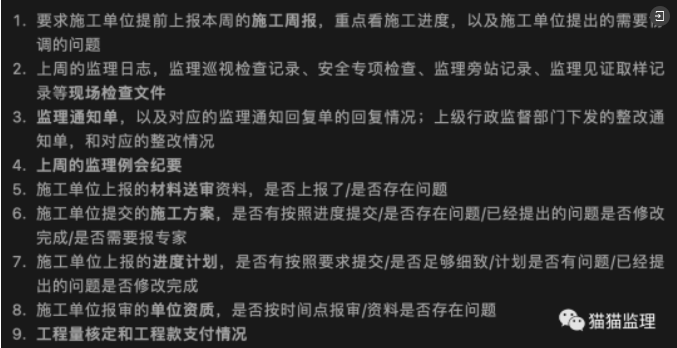 1. 要求施工单位提前上报本周的施工周报，重点看施工进度，以及施工单位提出的需要
调的问题
2. 上周的监理日志，监理巡视检查记录、安全专项检查、监理旁站记录、监理见证取样记
录等现场检查文件
3. 监理通知单，以及对应的监理通知回复单的回复情况；上级行政监督部门下发的整改通
知单，和对应的整改情况
4. 上周的监理例会纪要
5. 施工单位上报的材料送审资料，是否上报了/是否存在问题
6. 施工单位提交的施工方案，是否有按照进度提交/是否存在问题/已经提出的问题是否修改
完成/是否需要报专家
7. 施工单位上报的进度计划，是否有按照要求提交/是否足够细致/计划是否有问题/已经提
出的问题是否修改完成
8. 施工单位报审的单位资质，是否按时间点报审/资料是否存在问题
9. 工程量核定和工程款支付情况
猫猫监理